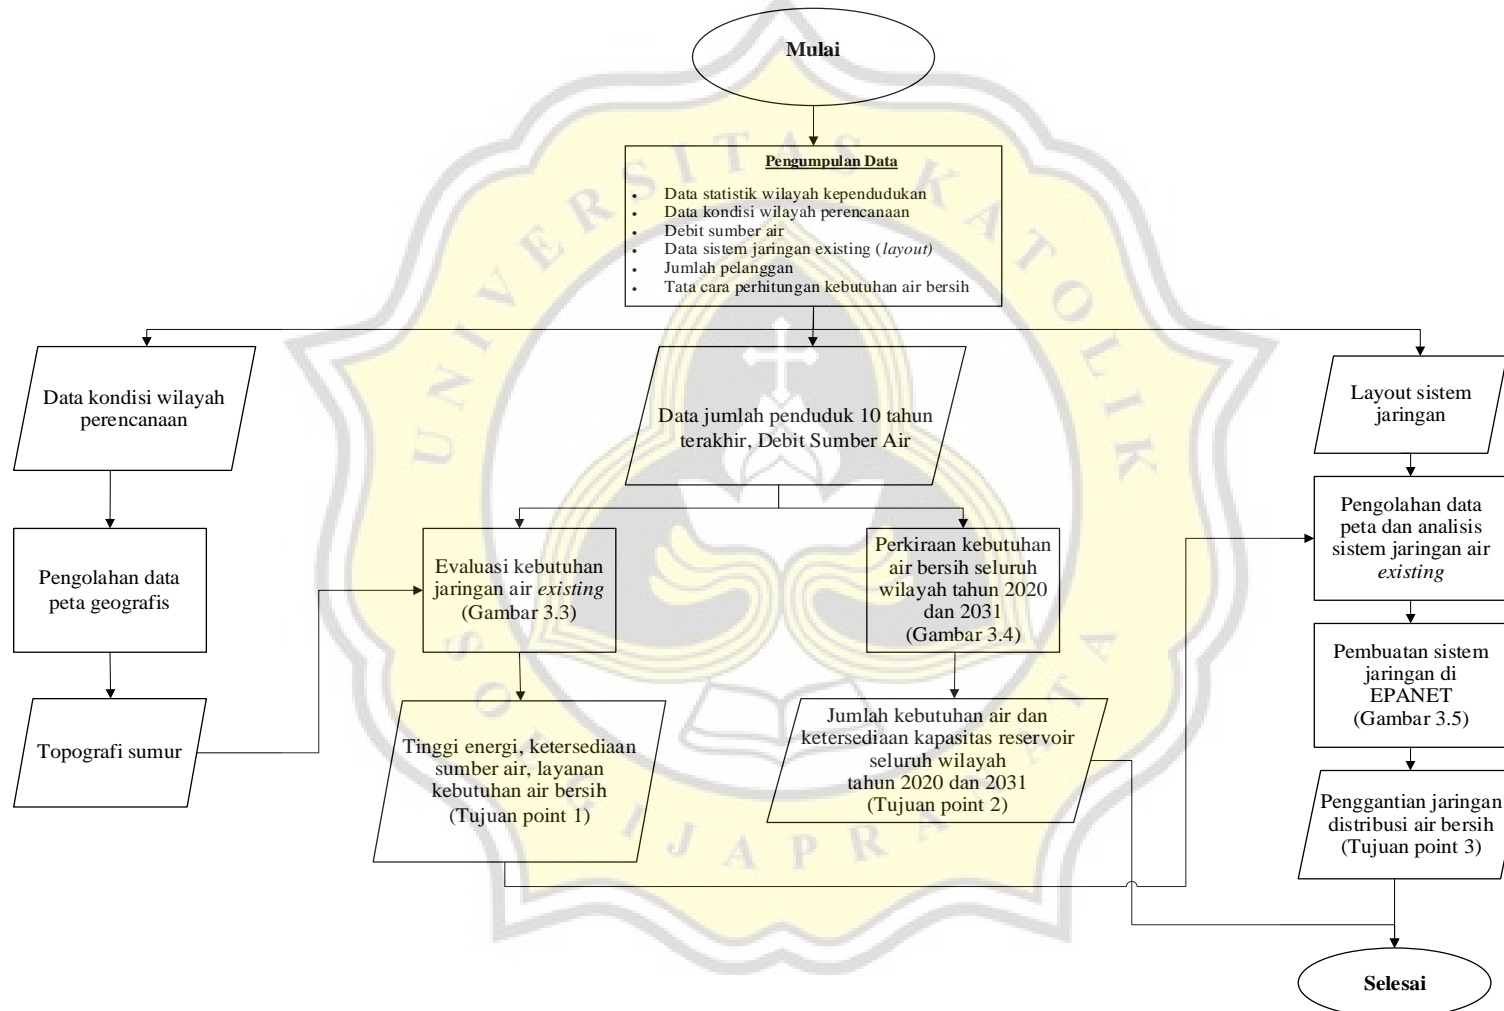 Mulai
Pengumpulan Data
• Data statistik wilayah kependudukan
• Data kondisi wilayah perencanaan
• Debit sumber air
• Data sistem jaringan existing (layout)
• Jumlah pelanggan
• Tata cara perhitungan kebutuhan air bersih
Data kondisi wilayah
perencanaan
Data jumlah penduduk 10 tahun
terakhir, Debit Sumber Air
Layout sistem
jaringan
Pengolahan data
peta geografis
Evaluasi kebutuhan
jaringan air existing
(Gambar 3.3)
Perkiraan kebutuhan
air bersih seluruh
wilayah tahun 2020
dan 2031
(Gambar 3.4)
Pengolahan data
peta dan analisis
sistem jaringan air
existing
Topografi sumur
Tinggi energi, ketersediaan
sumber air, layanan
kebutuhan air bersih
(Tujuan point 1)
Jumlah kebutuhan air dan
ketersediaan kapasitas reservoir
seluruh wilayah
tahun 2020 dan 2031
(Tujuan point 2)
Pembuatan sistem
jaringan di
EPANET
(Gambar 3.5)
Penggantian jaringan
distribusi air bersih
(Tujuan point 3)
Selesai
UNIVERSITAS KATOLIK
SOEGIJAPRANATA